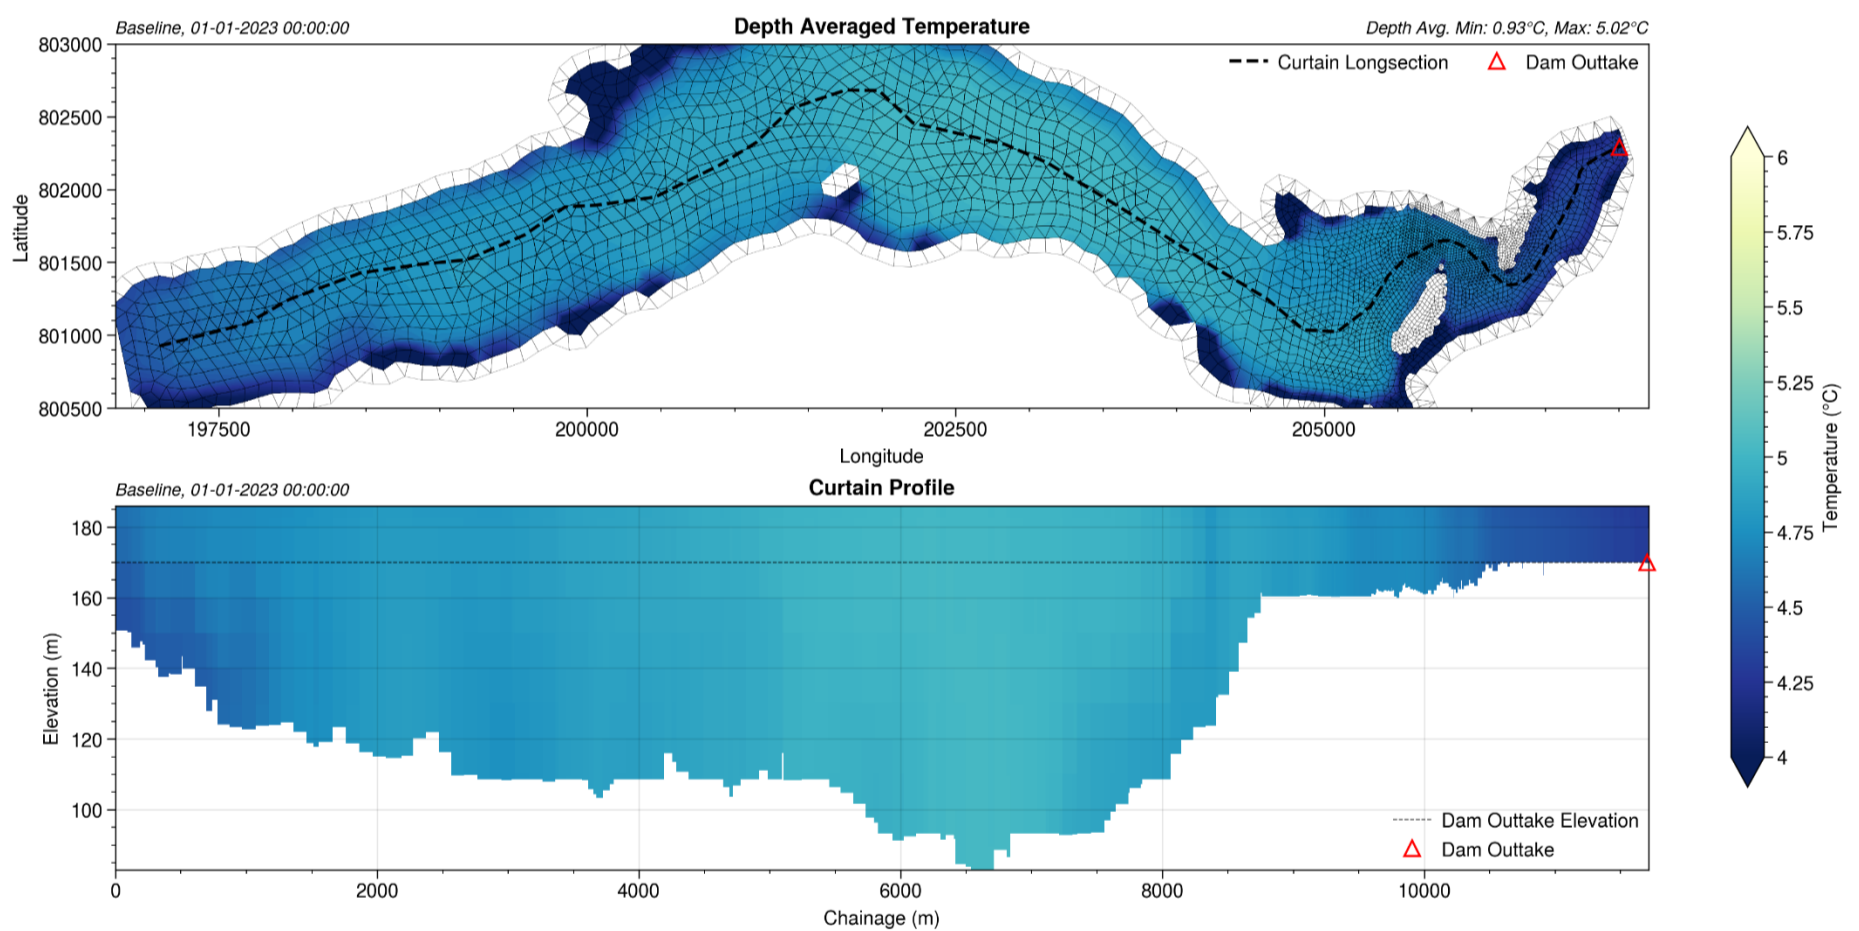 Baseline, 01-01-2023 00:00:00
Depth Averaged Temperature
Depth Avg. Min: 0.93°C, Max: 5.02°C
Curtain Longsection
Dam Outtake
803000
802500
802000
801500
801000
800500
Latitude
197500
200000
202500
205000
Longitude
Baseline, 01-01-2023 00:00:00
Curtain Profile
180
160
140
120
100
Elevation (m)
Dam Outtake Elevation
Dam Outtake
0
2000
4000
6000
8000
10000
Chainage (m)
6
5.75
5.5
5.25
5
4.75
4.5
4.25
4
Temperature (°C)